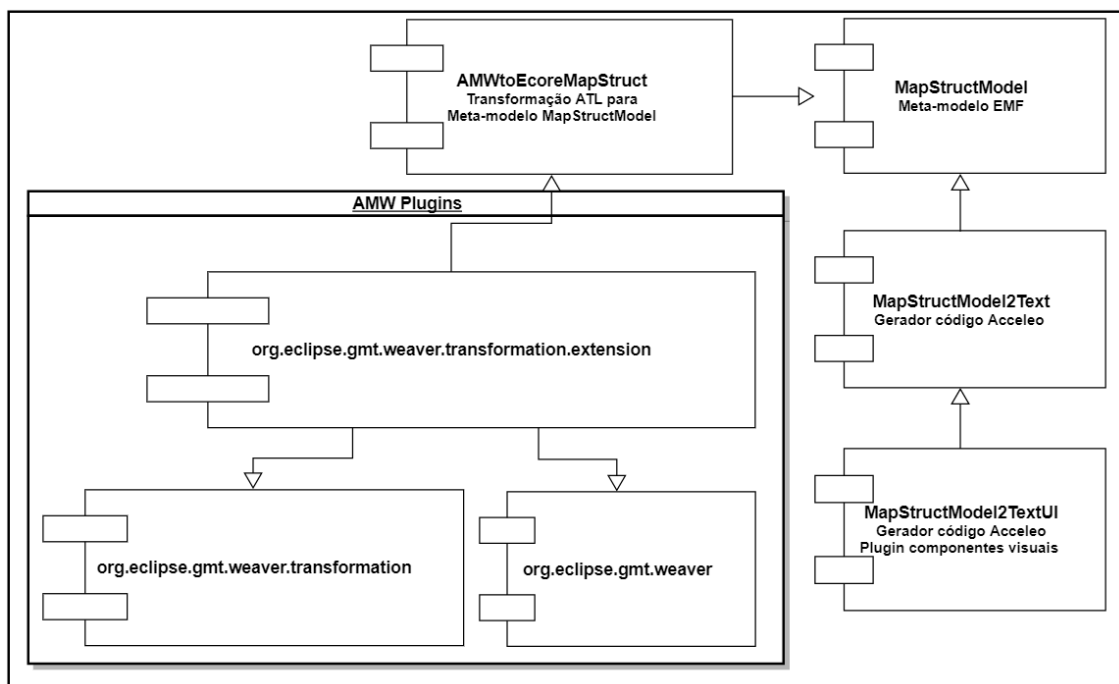 AMWtoEcoreMapStruct
Transformação ATL para
Meta-modelo MapStructModel
MapStructModel
Meta-modelo EMF
AMW Plugins
org.eclipse.gmt.weaver.transformation.extension
MapStructModel2Text
Gerador código Acceleo
org.eclipse.gmt.weaver.transformation
org.eclipse.gmt.weaver
MapStructModel2TextUI
Gerador código Acceleo
Plugin componentes visuais